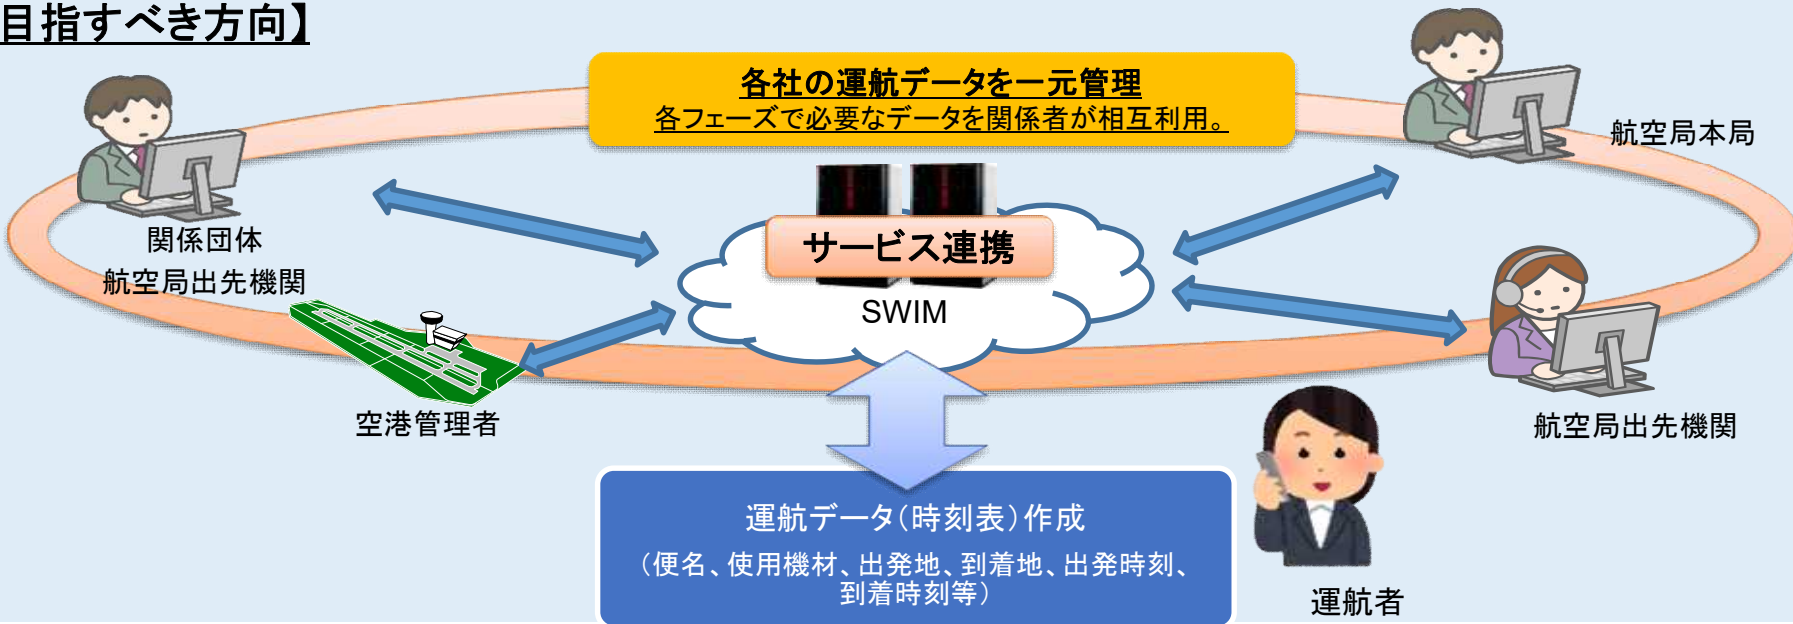 目指すべき方向】
各社の運航データを一元管理
各フェーズで必要なデータを関係者が相互利用。
航空局本局
関係団体
航空局出先機関
サービス連携
SWIM
空港管理者
航空局出先機関
運航データ（時刻表）作成
（便名、使用機材、出発地、到着地、出発時刻、
到着時刻等）
運航者